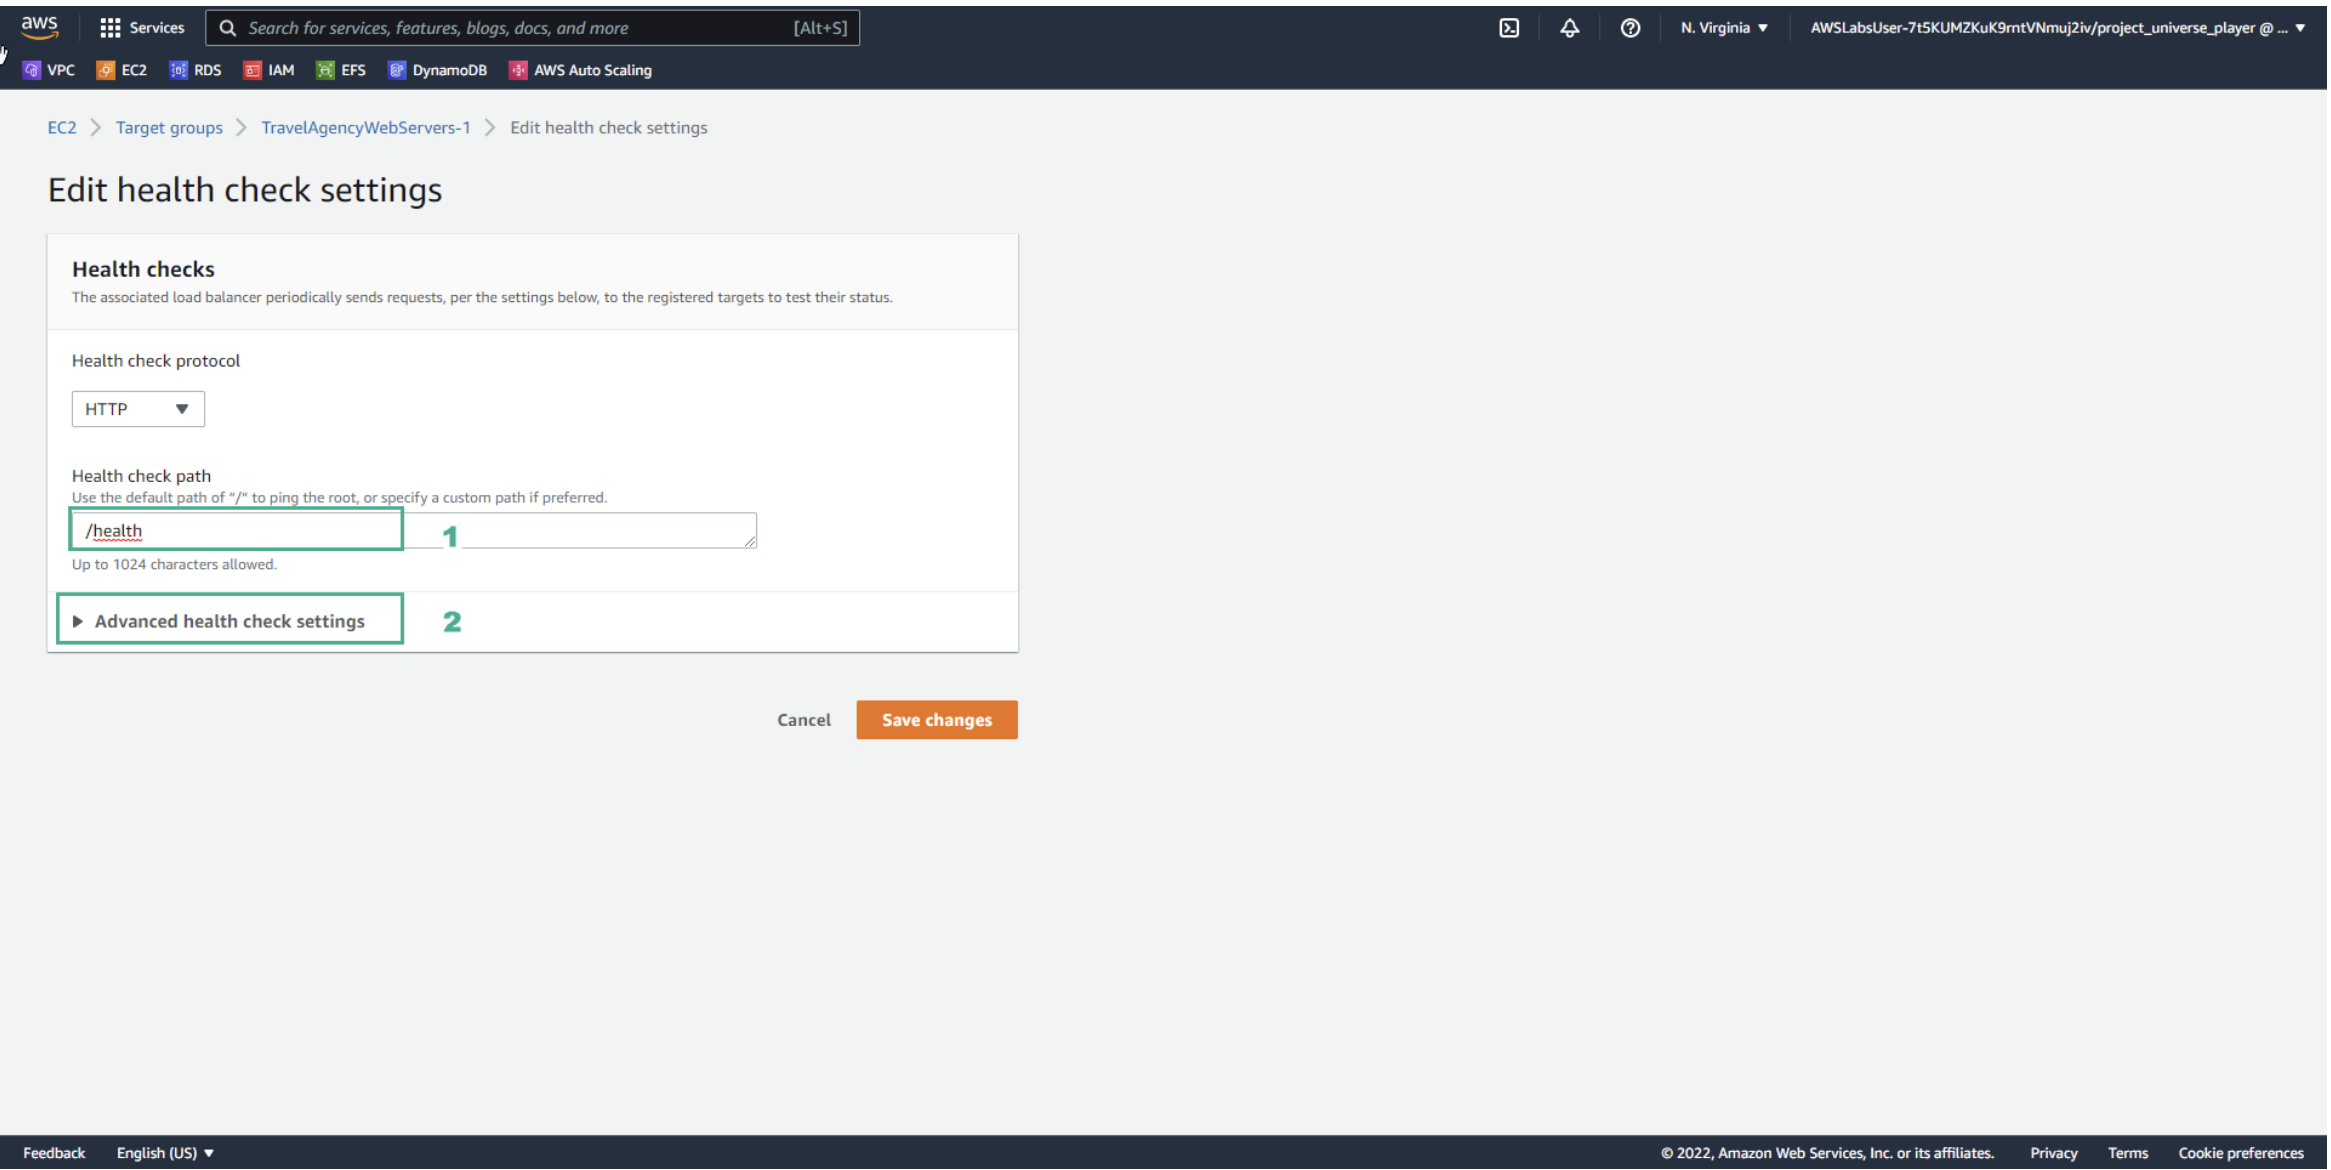 aws Services Search for services, features, blogs, docs, and more [Alt+S] N. Virginia ▼ AWSLabsUser-7t5KUMZKuK9rntVNmuj2iv/project_universe_player @ ... ▼
VPC EC2 RDS IAM EFS DynamoDB AWS Auto Scaling
EC2 > Target groups > TravelAgencyWebServers-1 > Edit health check settings
Edit health check settings
Health checks
The associated load balancer periodically sends requests, per the settings below, to the registered targets to test their status.
Health check protocol
HTTP ▼
Health check path
Use the default path of "/" to ping the root, or specify a custom path if preferred.
/health 1
Up to 1024 characters allowed.
▶ Advanced health check settings 2
Cancel Save changes
Feedback English (US) ▼ © 2022, Amazon Web Services, Inc. or its affiliates. Privacy Terms Cookie preferences